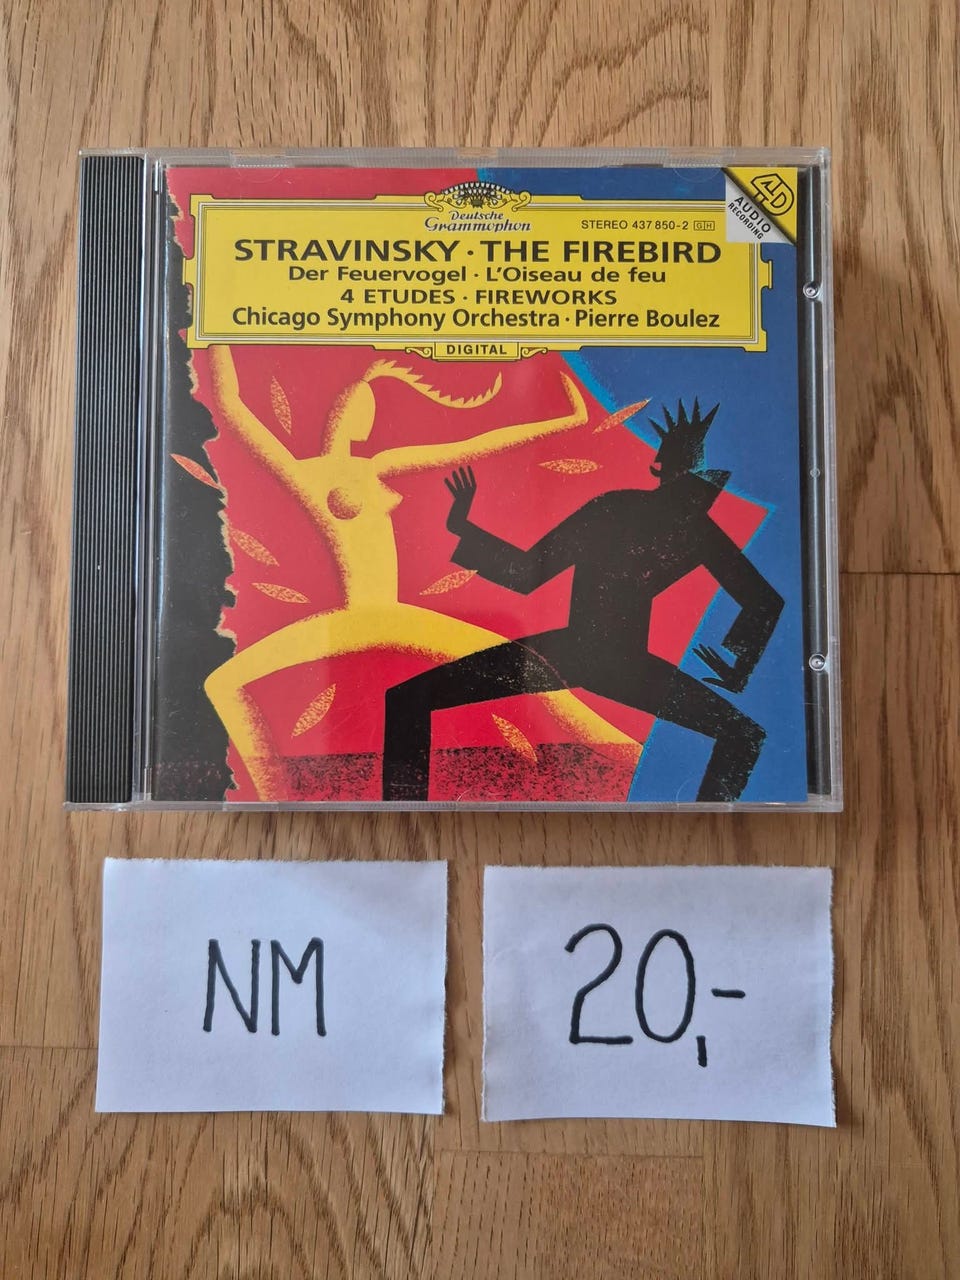 Deutsche
Grammophon
STEREO 437 850-2 GH
4D
AUDIO
RECORDING
STRAVINSKY · THE FIREBIRD
Der Feuervogel · L'Oiseau de feu
4 ETUDES · FIREWORKS
Chicago Symphony Orchestra · Pierre Boulez
DIGITAL
NM
20,-